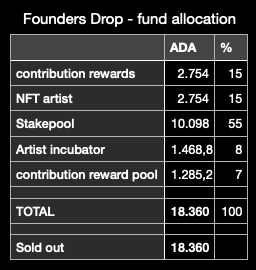 Founders Drop - fund allocation
ADA %
contribution rewards 2.754 15
NFT artist 2.754 15
Stakepool 10.098 55
Artist incubator 1.468,8 8
contribution reward pool 1.285,2 7
TOTAL 18.360 100
Sold out 18.360